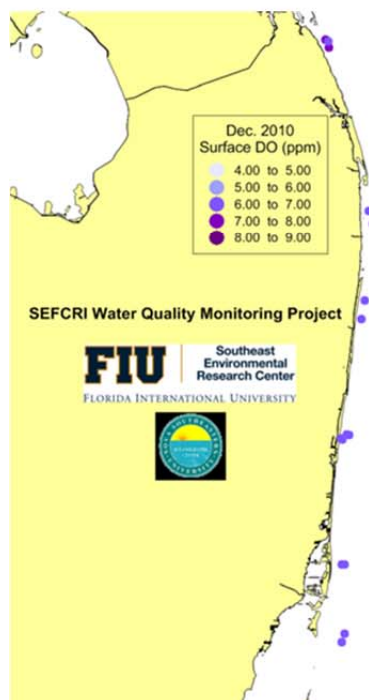 Dec. 2010
Surface DO (ppm)
4.00 to 5.00
5.00 to 6.00
6.00 to 7.00
7.00 to 8.00
8.00 to 9.00
SEFCRI Water Quality Monitoring Project
FIU
Southeast
Environmental
Research Center
FLORIDA INTERNATIONAL UNIVERSITY